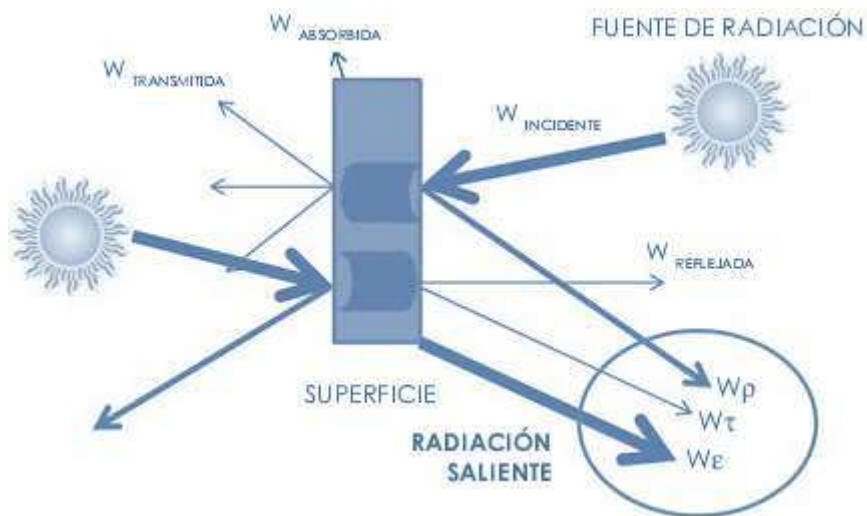 W ABSORBIDA
FUENTE DE RADIACIÓN
W TRANSMITIDA
W INCIDENTE
W REFLEJADA
SUPERFICIE
RADIACIÓN
SALIENTE
Wρ
Wτ
Wε